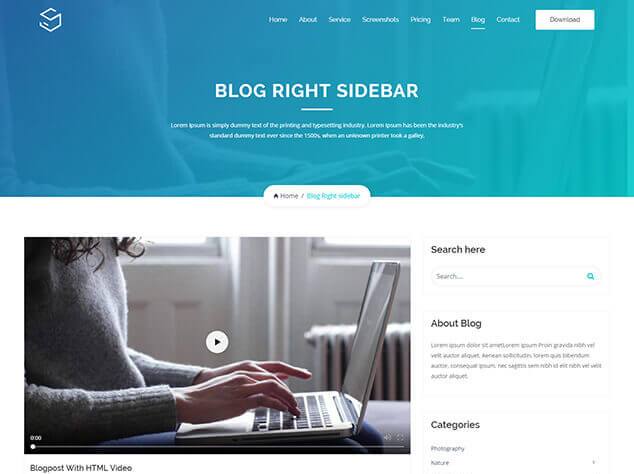 Home About Service Screenshots Pricing Team Blog Contact Download
BLOG RIGHT SIDEBAR
Lorem Ipsum is simply dummy text of the printing and typesetting industry. Lorem Ipsum has been the industry's
standard dummy text ever since the 1500s, when an unknown printer took a galley.
Home / Blog Right sidebar
0:00
Blogpost With HTML Video
Search here
Search....
About Blog
Lorem ipsum dolor sit ametLorem ipsum Proin gravida nibh vel
velit auctor aliquet. Aenean sollicitudin, lorem quis bibendum
auctor, consequat ipsum, nec sagittis sem nibh id elit nibh vel velit
auctor aliquet.
Categories
Photography
Nature